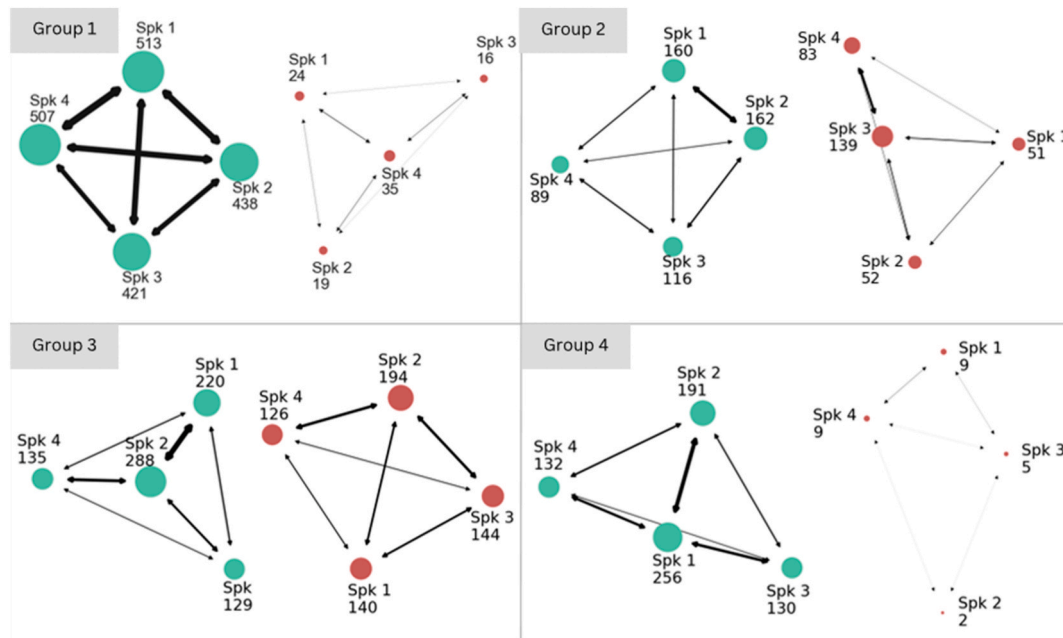 Group 1
Spk 1
513
Spk 4
507
Spk 2
438
Spk 3
421
Spk 1
24
Spk 3
16
Spk 4
35
Spk 2
19
Group 2
Spk 1
160
Spk 2
162
Spk 4
89
Spk 3
116
Spk 4
83
Spk 3
139
Spk
51
Spk 2
52
Group 3
Spk 1
220
Spk 4
135
Spk 2
288
Spk
129
Spk 2
194
Spk 4
126
Spk 3
144
Spk 1
140
Group 4
Spk 2
191
Spk 4
132
Spk 1
256
Spk 3
130
Spk 1
9
Spk 4
9
Spk 3
5
Spk 2
2